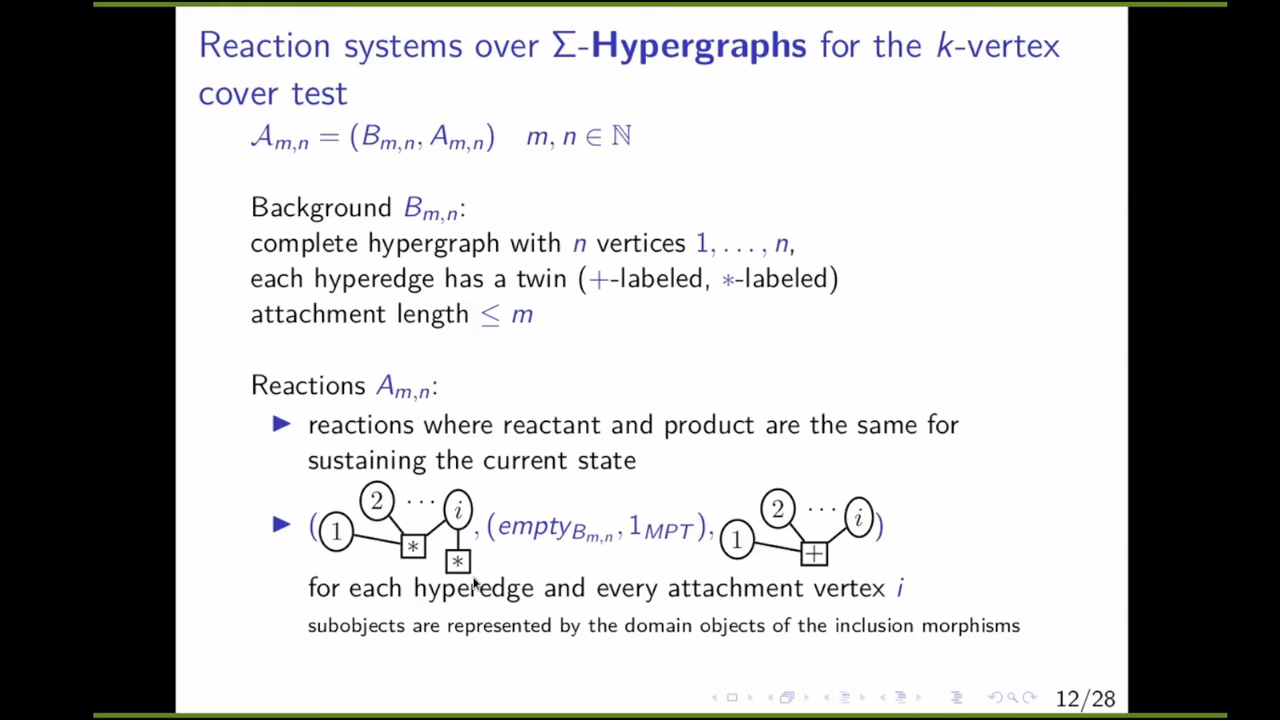 Reaction systems over Σ-Hypergraphs for the k-vertex
cover test
𝒜m,n = (Bm,n, Am,n) m, n ∈ ℕ
Background Bm,n:
complete hypergraph with n vertices 1, . . . , n,
each hyperedge has a twin (+-labeled, *-labeled)
attachment length ≤ m
Reactions Am,n:
▶ reactions where reactant and product are the same for
sustaining the current state
▶ (1 2 ··· i * *, (emptyBm,n, 1MPT), 1 2 ··· i +)
for each hyperedge and every attachment vertex i
subobjects are represented by the domain objects of the inclusion morphisms
12/28